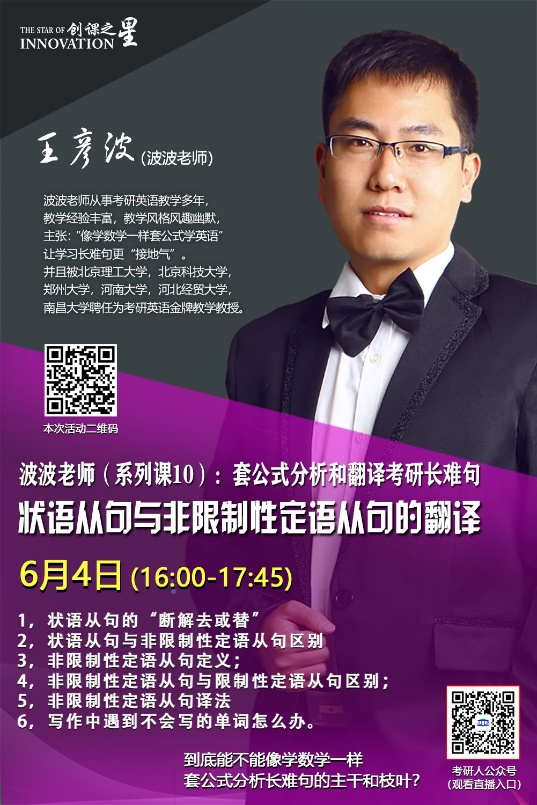 THE STAR OF 创课之星
INNOVATION
王彦波(波波老师)
波波老师从事考研英语教学多年，
教学经验丰富，教学风格风趣幽默，
主张：“像学数学一样套公式学英语”
让学习长难句更“接地气”。
并且被北京理工大学，北京科技大学，
郑州大学，河南大学，河北经贸大学，
南昌大学聘任为考研英语金牌教学教授。
本次活动二维码
波波老师（系列课10）：套公式分析和翻译考研长难句
状语从句与非限制性定语从句的翻译
6月4日 (16:00-17:45)
1，状语从句的“断解去或替”
2，状语从句与非限制性定语从句区别
3，非限制性定语从句定义；
4，非限制性定语从句与限制性定语从句区别；
5，非限制性定语从句译法
6，写作中遇到不会写的单词怎么办。
到底能不能像学数学一样
套公式分析长难句的主干和枝叶？
考研人公众号
(观看直播入口)